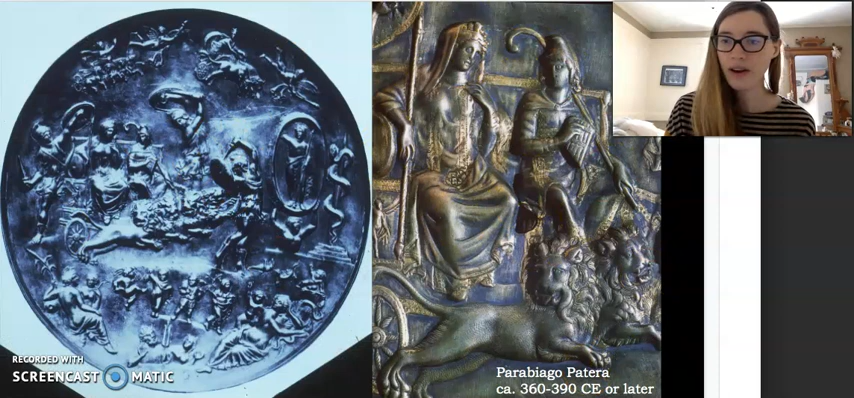 RECORDED WITH
SCREENCAST MATIC
Parabiago Patera
ca. 360-390 CE or later